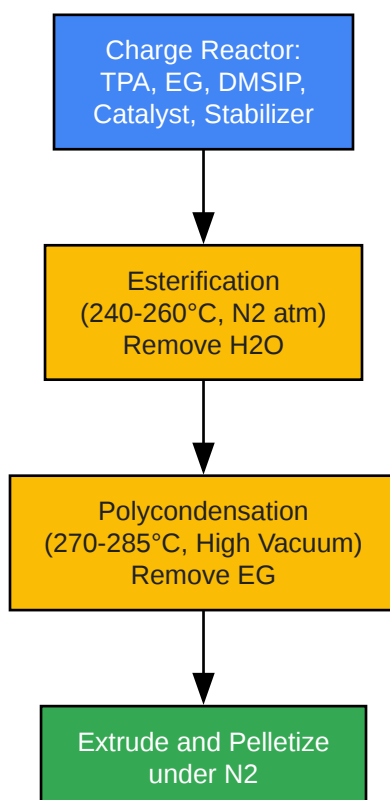 Charge Reactor:
TPA, EG, DMSIP,
Catalyst, Stabilizer
Esterification
(240-260°C, N2 atm)
Remove H2O
Polycondensation
(270-285°C, High Vacuum)
Remove EG
Extrude and Pelletize
under N2